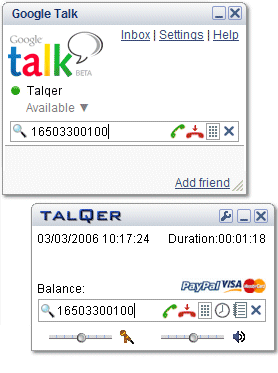 Google Talk
Inbox | Settings | Help
Google
talk
BETA
Talqer
Available ▼
16503300100
Add friend
TALQER
03/03/2006 10:17:24 Duration:00:01:18
PayPal VISA MasterCard
Balance:
16503300100